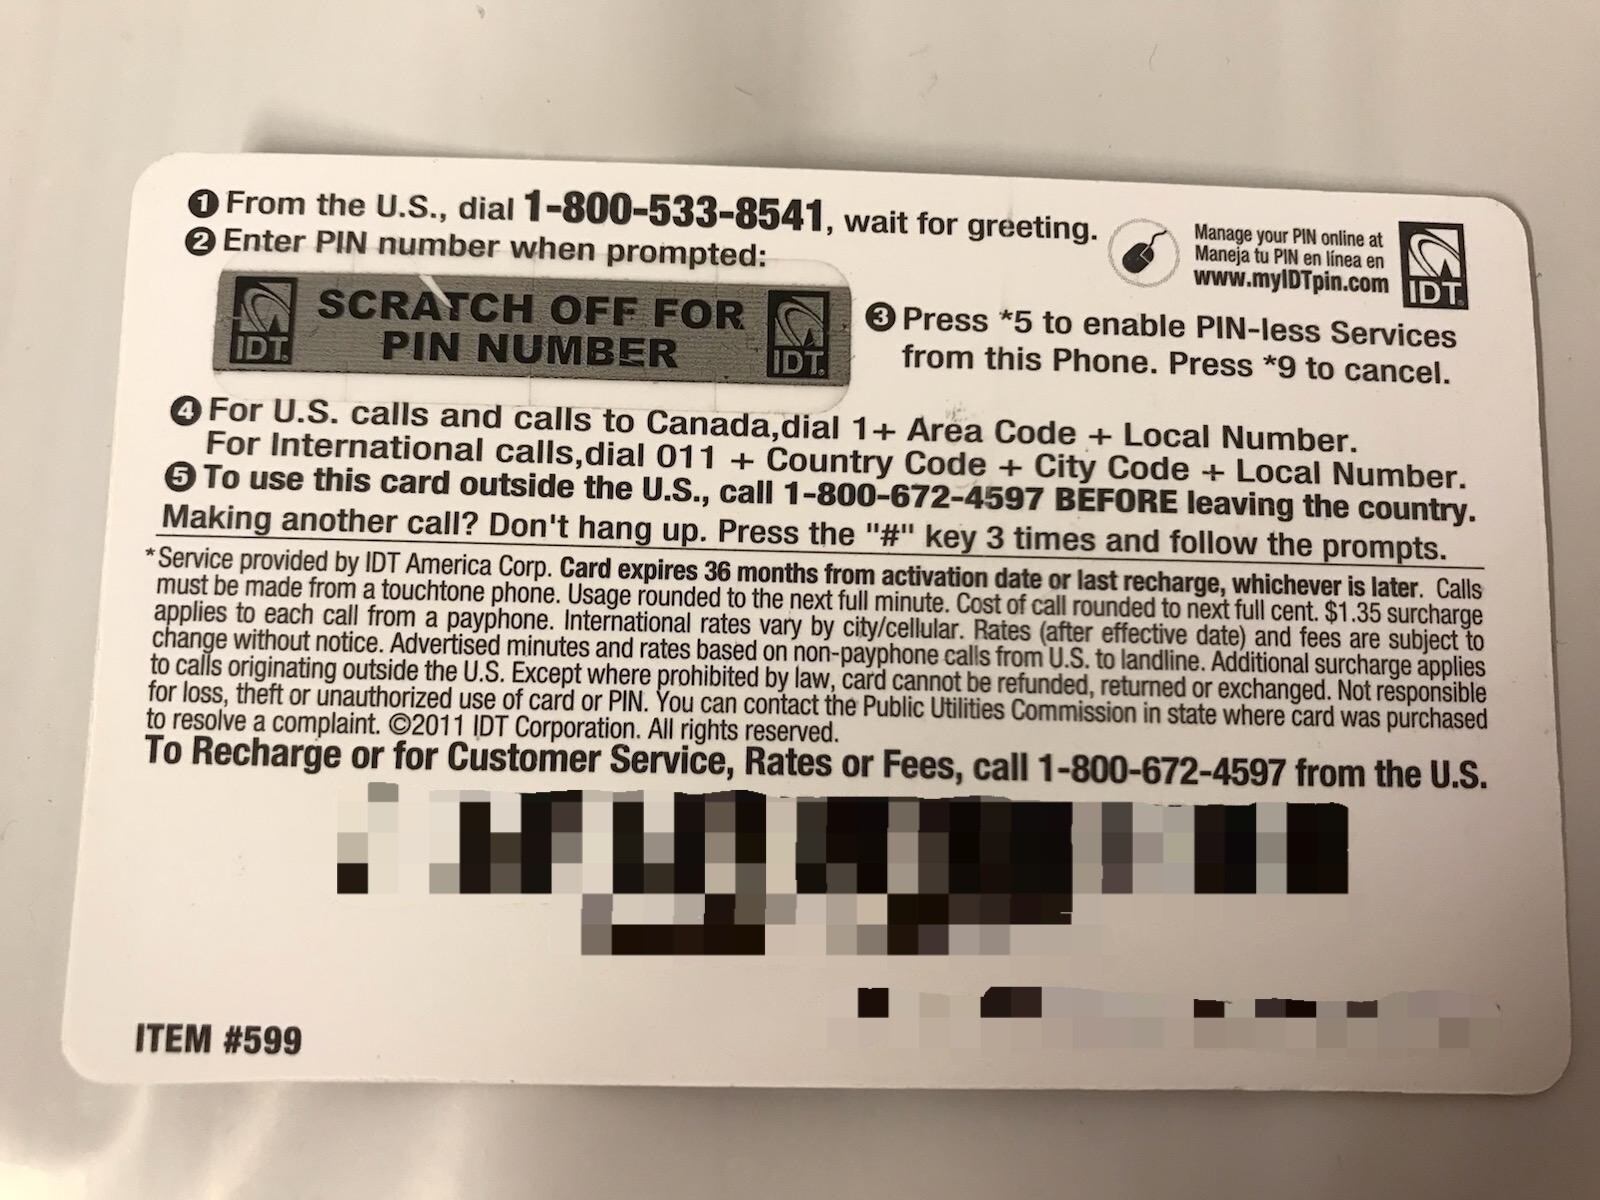 ❶ From the U.S., dial 1-800-533-8541, wait for greeting.
❷ Enter PIN number when prompted:
Manage your PIN online at
Maneja tu PIN en línea en
www.myIDTpin.com
IDT®
IDT®
SCRATCH OFF FOR
PIN NUMBER
IDT®
❸ Press *5 to enable PIN-less Services
from this Phone. Press *9 to cancel.
❹ For U.S. calls and calls to Canada,dial 1+ Area Code + Local Number.
For International calls,dial 011 + Country Code + City Code + Local Number.
❺ To use this card outside the U.S., call 1-800-672-4597 BEFORE leaving the country.
Making another call? Don't hang up. Press the "#" key 3 times and follow the prompts.
*Service provided by IDT America Corp. Card expires 36 months from activation date or last recharge, whichever is later. Calls
must be made from a touchtone phone. Usage rounded to the next full minute. Cost of call rounded to next full cent. $1.35 surcharge
applies to each call from a payphone. International rates vary by city/cellular. Rates (after effective date) and fees are subject to
change without notice. Advertised minutes and rates based on non-payphone calls from U.S. to landline. Additional surcharge applies
to calls originating outside the U.S. Except where prohibited by law, card cannot be refunded, returned or exchanged. Not responsible
for loss, theft or unauthorized use of card or PIN. You can contact the Public Utilities Commission in state where card was purchased
to resolve a complaint. ©2011 IDT Corporation. All rights reserved.
To Recharge or for Customer Service, Rates or Fees, call 1-800-672-4597 from the U.S.
ITEM #599